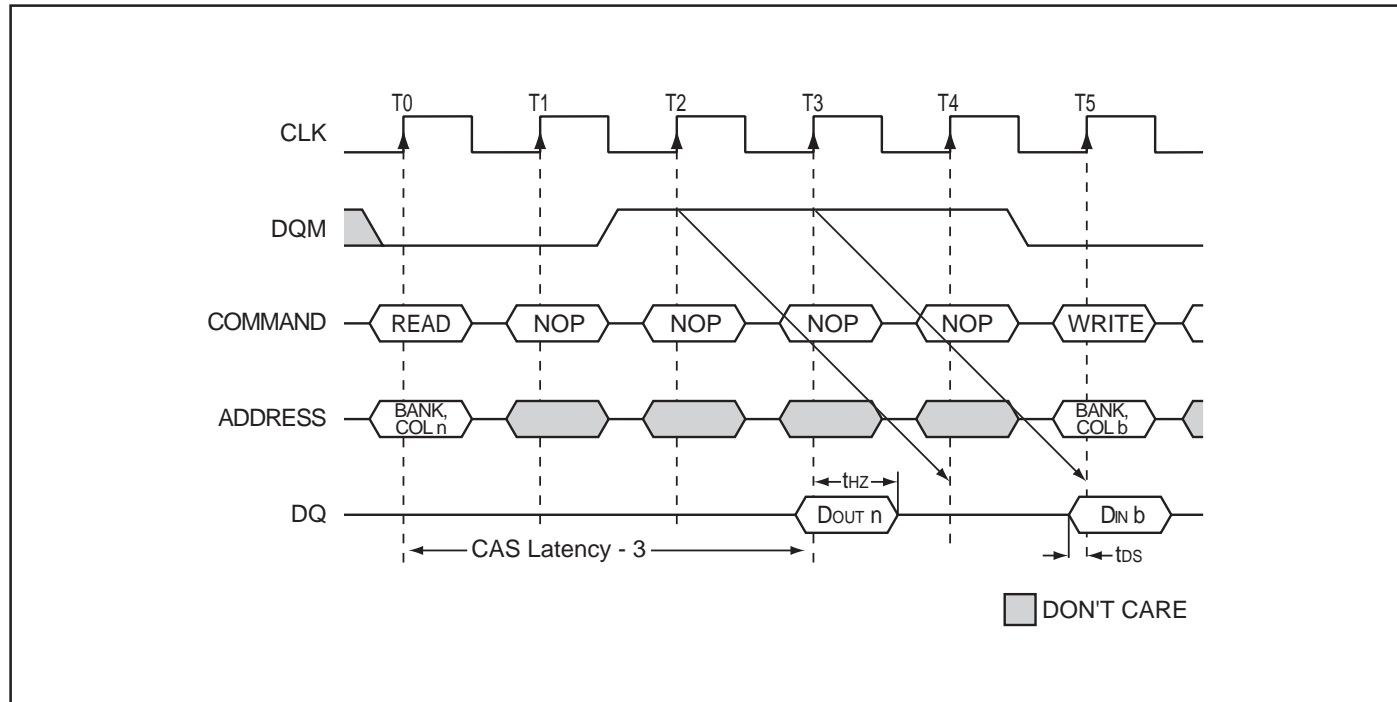 T0 T1 T2 T3 T4 T5
CLK
DQM
COMMAND READ NOP NOP NOP NOP WRITE
ADDRESS BANK, COL n BANK, COL b
tHZ
DQ DOUT n DIN b
CAS Latency - 3 tDS
DON'T CARE